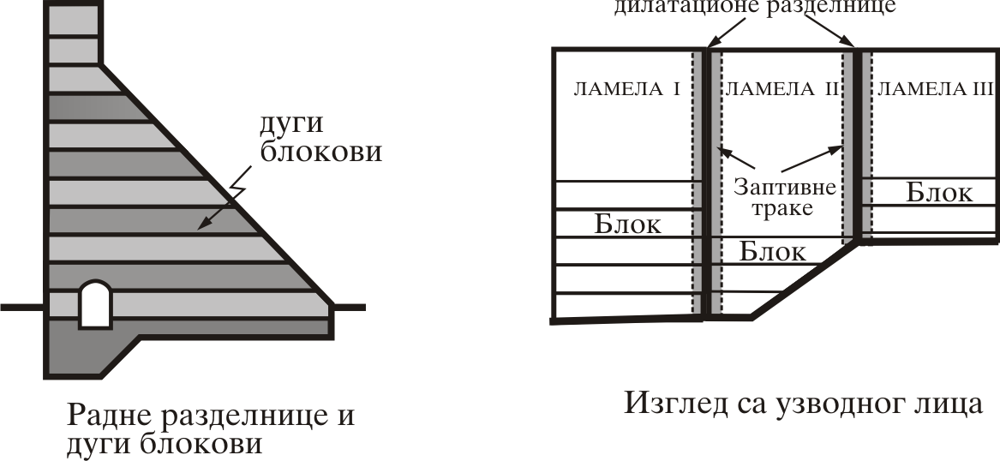 дилатационе разделнице
ЛАМЕЛА I
ЛАМЕЛА II
ЛАМЕЛА III
дуги
блокови
Заптивне
траке
Блок
Блок
Блок
Радне разделнице и
дуги блокови
Изглед са узводног лица